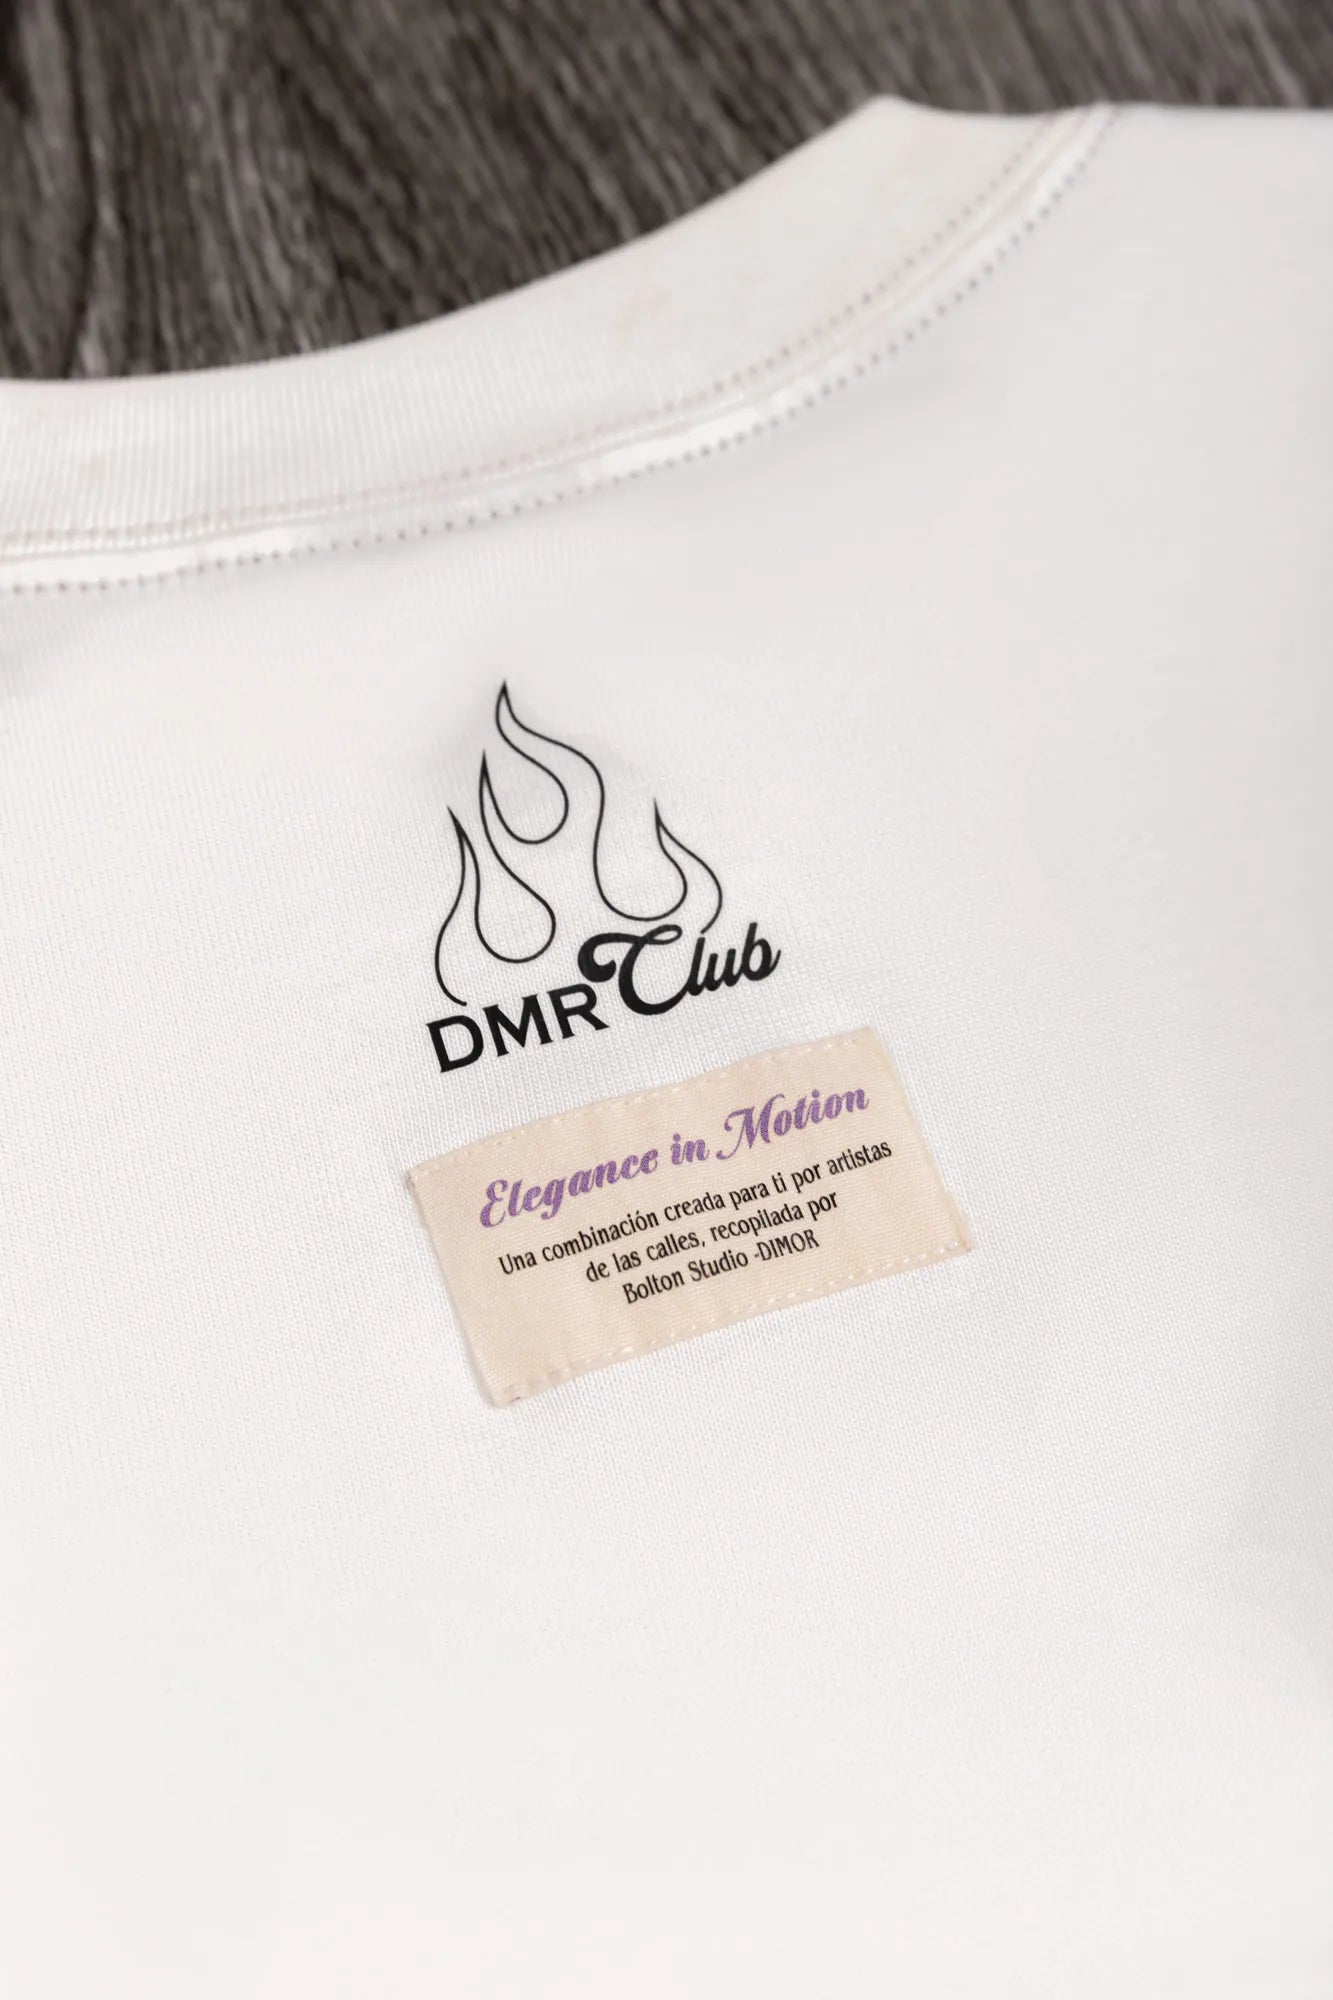 DMR Club
Elegance in Motion
Una combinación creada para ti por artistas
de las calles, recopilada por
Bolton Studio -DIMOR